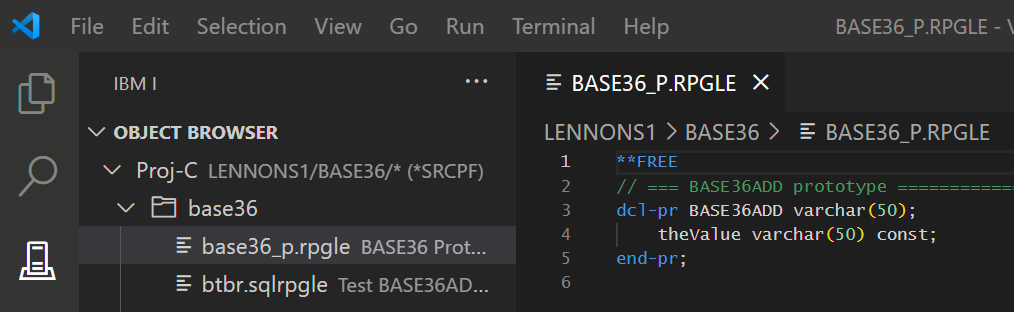 File Edit Selection View Go Run Terminal Help BASE36_P.RPGLE - V
IBM I ···
OBJECT BROWSER
Proj-C LENNONS1/BASE36/* (*SRCPF)
base36
base36_p.rpgle BASE36 Prot...
btbr.sqlrpgle Test BASE36AD...
BASE36_P.RPGLE
LENNONS1 > BASE36 > BASE36_P.RPGLE
1 **FREE
2 // === BASE36ADD prototype ============
3 dcl-pr BASE36ADD varchar(50);
4 theValue varchar(50) const;
5 end-pr;
6